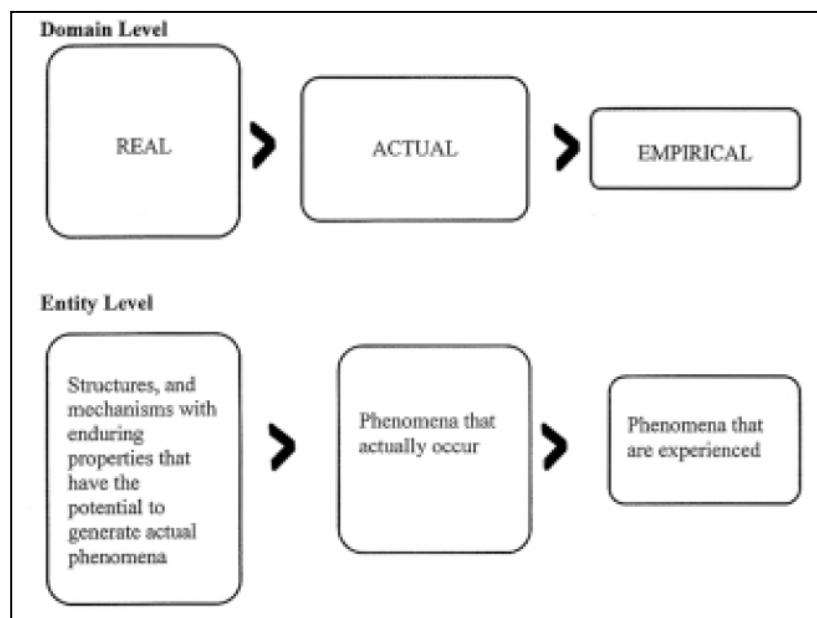 Domain Level
REAL
>
ACTUAL
>
EMPIRICAL
Entity Level
Structures, and
mechanisms with
enduring
properties that
have the
potential to
generate actual
phenomena
>
Phenomena that
actually occur
>
Phenomena that
are experienced